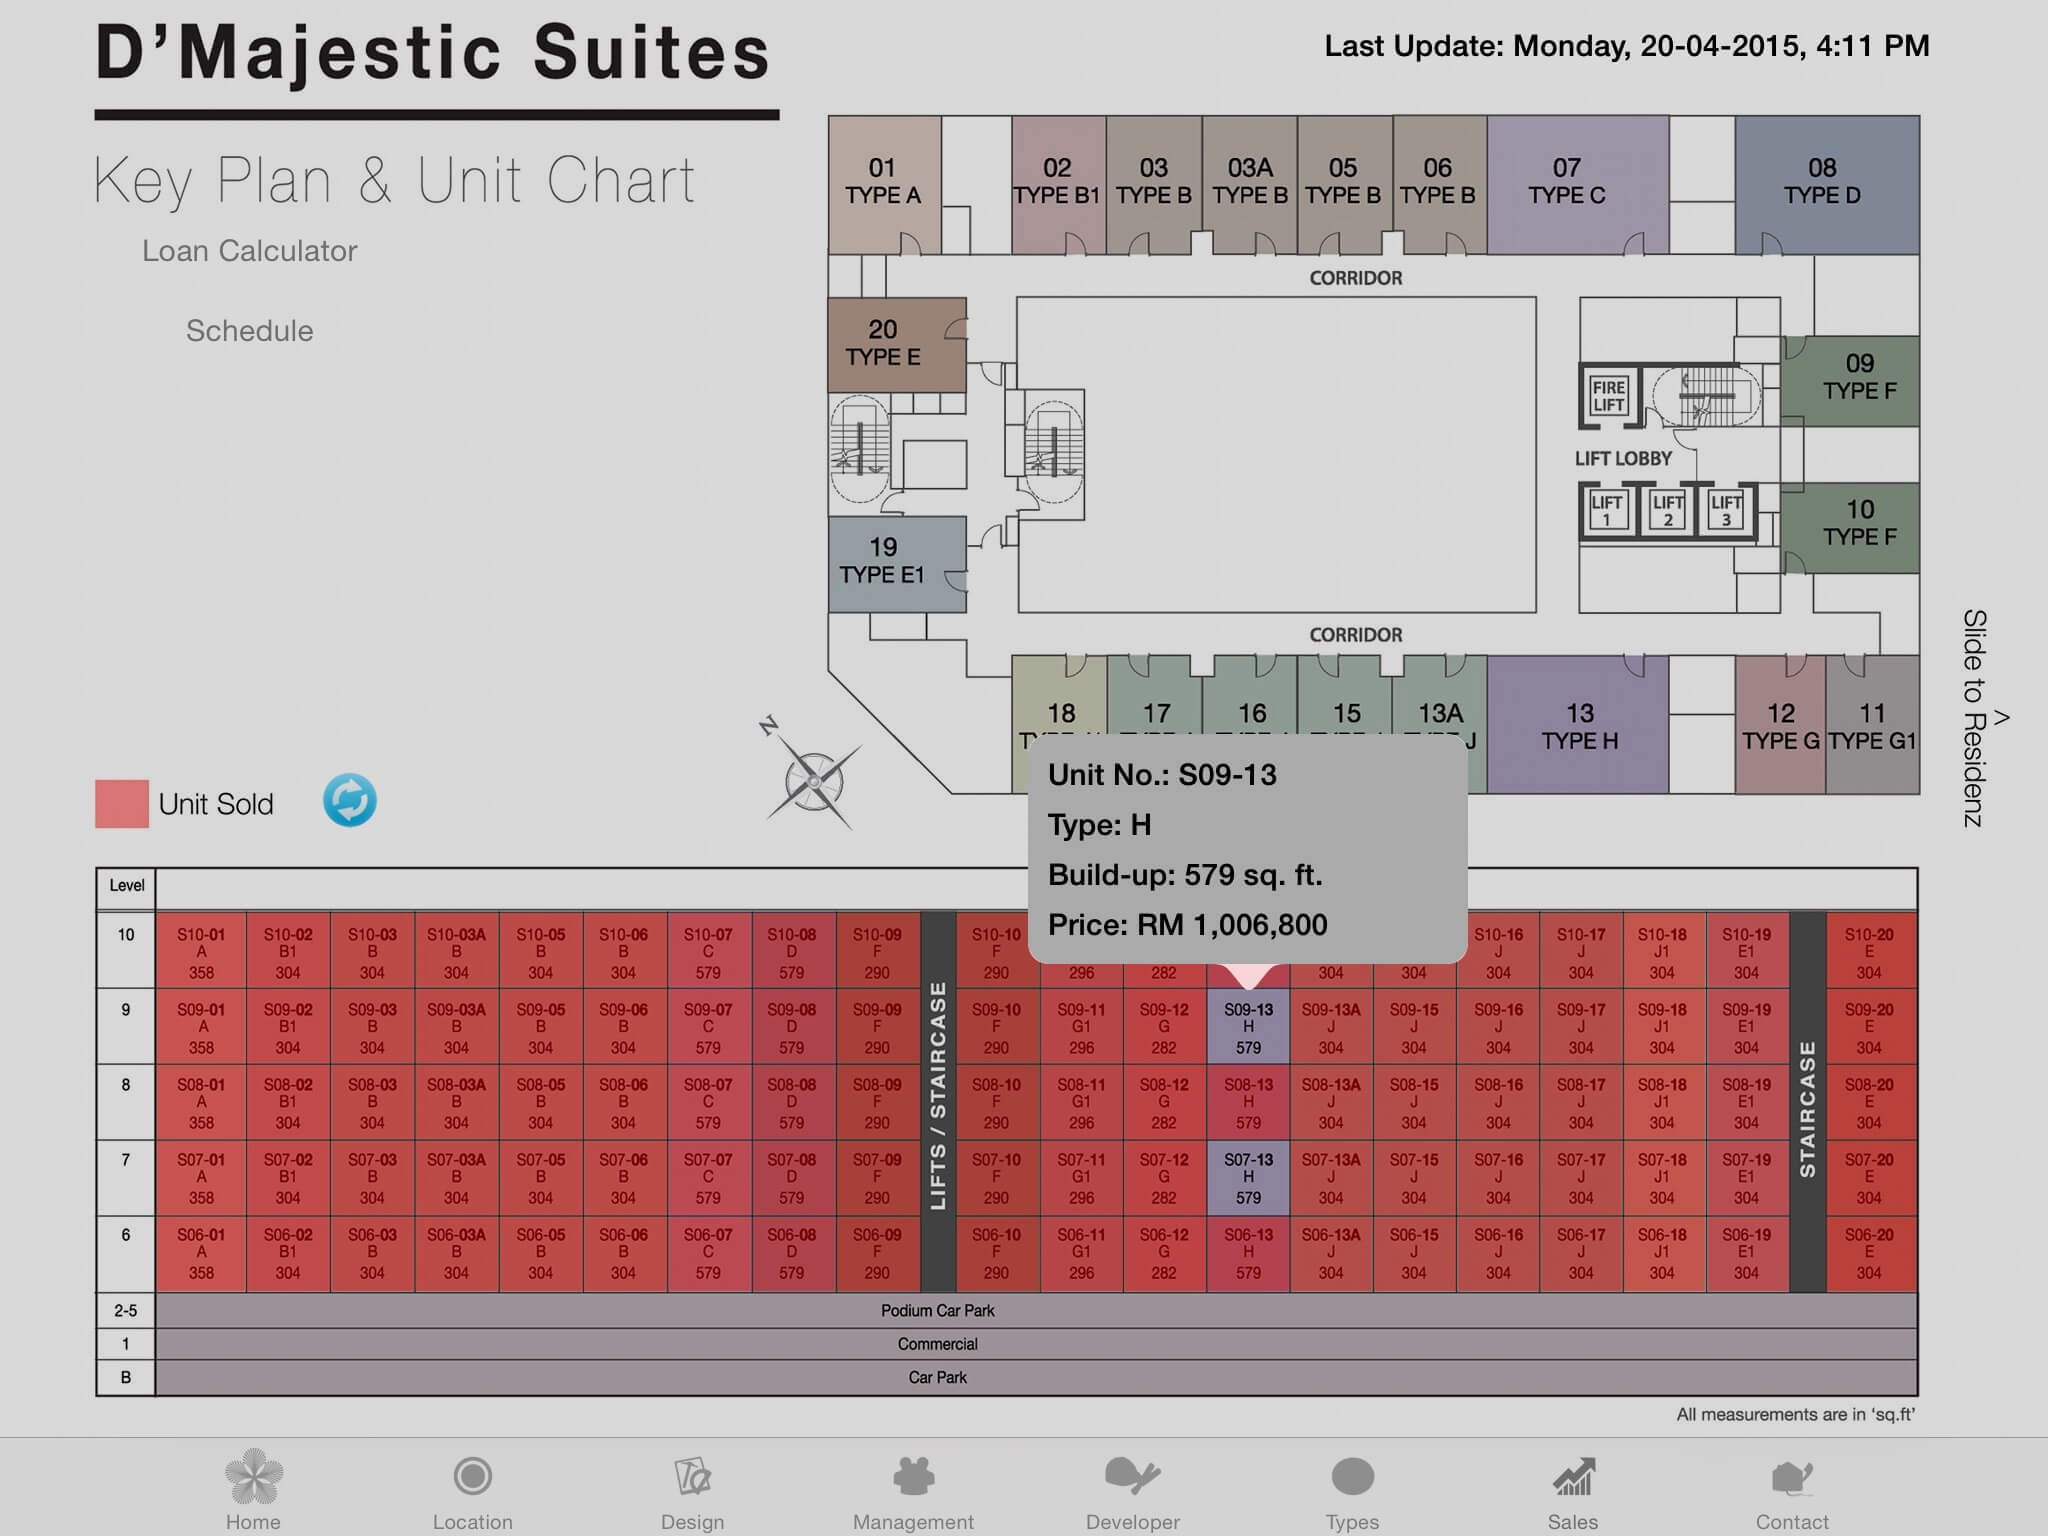 D’Majestic Suites
Last Update: Monday, 20-04-2015, 4:11 PM
Key Plan & Unit Chart
Loan Calculator
Schedule
01
TYPE A
02
TYPE B1
03
TYPE B
03A
TYPE B
05
TYPE B
06
TYPE B
07
TYPE C
08
TYPE D
CORRIDOR
20
TYPE E
09
TYPE F
FIRE
LIFT
LIFT LOBBY
LIFT
1
LIFT
2
LIFT
3
10
TYPE F
19
TYPE E1
CORRIDOR
18
17
16
15
13A
13
TYPE H
12
TYPE G
11
TYPE G1
Slide to Residenz
N
Unit Sold
Unit No.: S09-13
Type: H
Build-up: 579 sq. ft.
Price: RM 1,006,800
Level
10
S10-01 S10-02 S10-03 S10-03A S10-05 S10-06 S10-07 S10-08 S10-09 S10-10 S10-16 S10-17 S10-18 S10-19 S10-20
A B1 B B B B C D F F J J J1 E1 E
358 304 304 304 304 304 579 579 290 290 296 282 304 304 304 304 304 304 304
9
S09-01 S09-02 S09-03 S09-03A S09-05 S09-06 S09-07 S09-08 S09-09 S09-10 S09-11 S09-12 S09-13 S09-13A S09-15 S09-16 S09-17 S09-18 S09-19 S09-20
A B1 B B B B C D F F G1 G H J J J J J1 E1 E
358 304 304 304 304 304 579 579 290 290 296 282 579 304 304 304 304 304 304 304
8
S08-01 S08-02 S08-03 S08-03A S08-05 S08-06 S08-07 S08-08 S08-09 S08-10 S08-11 S08-12 S08-13 S08-13A S08-15 S08-16 S08-17 S08-18 S08-19 S08-20
A B1 B B B B C D F F G1 G H J J J J J1 E1 E
358 304 304 304 304 304 579 579 290 290 296 282 579 304 304 304 304 304 304 304
7
S07-01 S07-02 S07-03 S07-03A S07-05 S07-06 S07-07 S07-08 S07-09 S07-10 S07-11 S07-12 S07-13 S07-13A S07-15 S07-16 S07-17 S07-18 S07-19 S07-20
A B1 B B B B C D F F G1 G H J J J J J1 E1 E
358 304 304 304 304 304 579 579 290 290 296 282 579 304 304 304 304 304 304 304
6
S06-01 S06-02 S06-03 S06-03A S06-05 S06-06 S06-07 S06-08 S06-09 S06-10 S06-11 S06-12 S06-13 S06-13A S06-15 S06-16 S06-17 S06-18 S06-19 S06-20
A B1 B B B B C D F F G1 G H J J J J J1 E1 E
358 304 304 304 304 304 579 579 290 290 296 282 579 304 304 304 304 304 304 304
LIFTS / STAIRCASE
STAIRCASE
2-5 Podium Car Park
1 Commercial
B Car Park
All measurements are in ‘sq.ft’
Home Location Design Management Developer Types Sales Contact